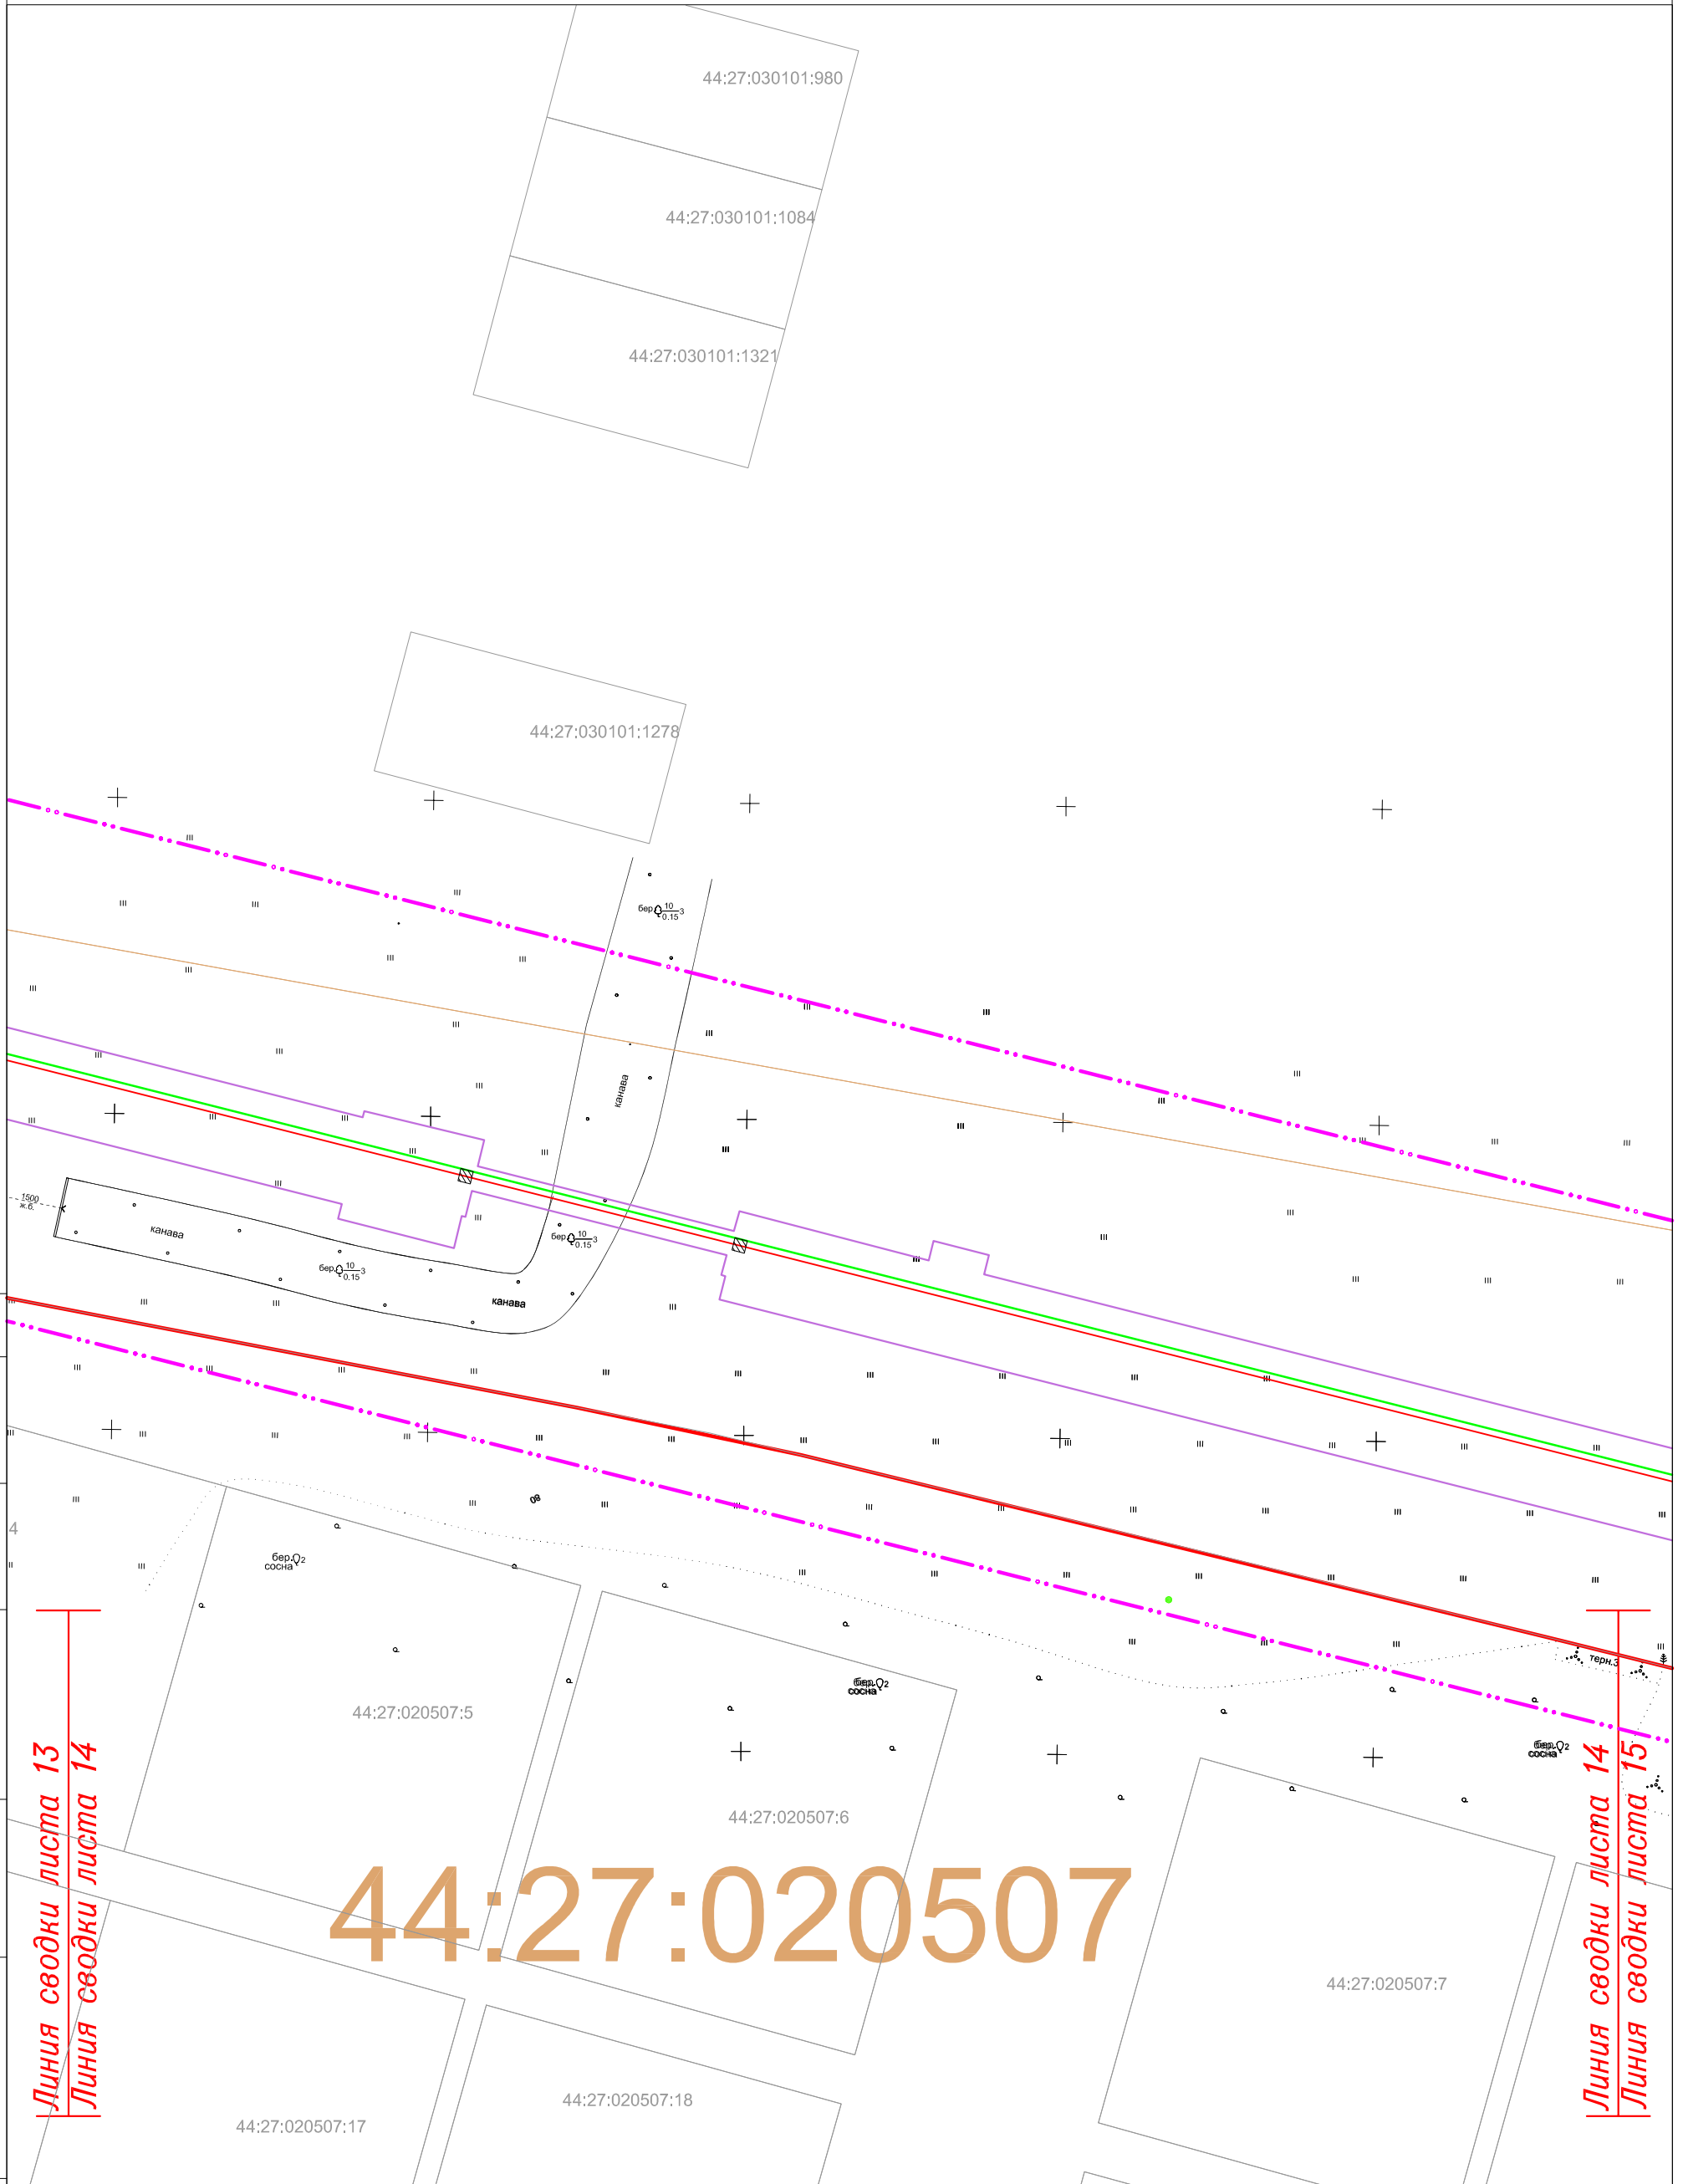 44:27:030101:980
44:27:030101:1084
44:27:030101:1321
44:27:030101:1278
бер. 10 3
0.15
канава
1500
ж.б.
канава
бер. 10 3
0.15
бер. 10 3
0.15
канава
4
бер. 2
сосна
бер. 2
сосна
терн.3
бер. 2
сосна
44:27:020507:5
44:27:020507:6
44:27:020507
44:27:020507:7
44:27:020507:18
44:27:020507:17
Линия сводки листа 13
Линия сводки листа 14
Линия сводки листа 14
Линия сводки листа 15